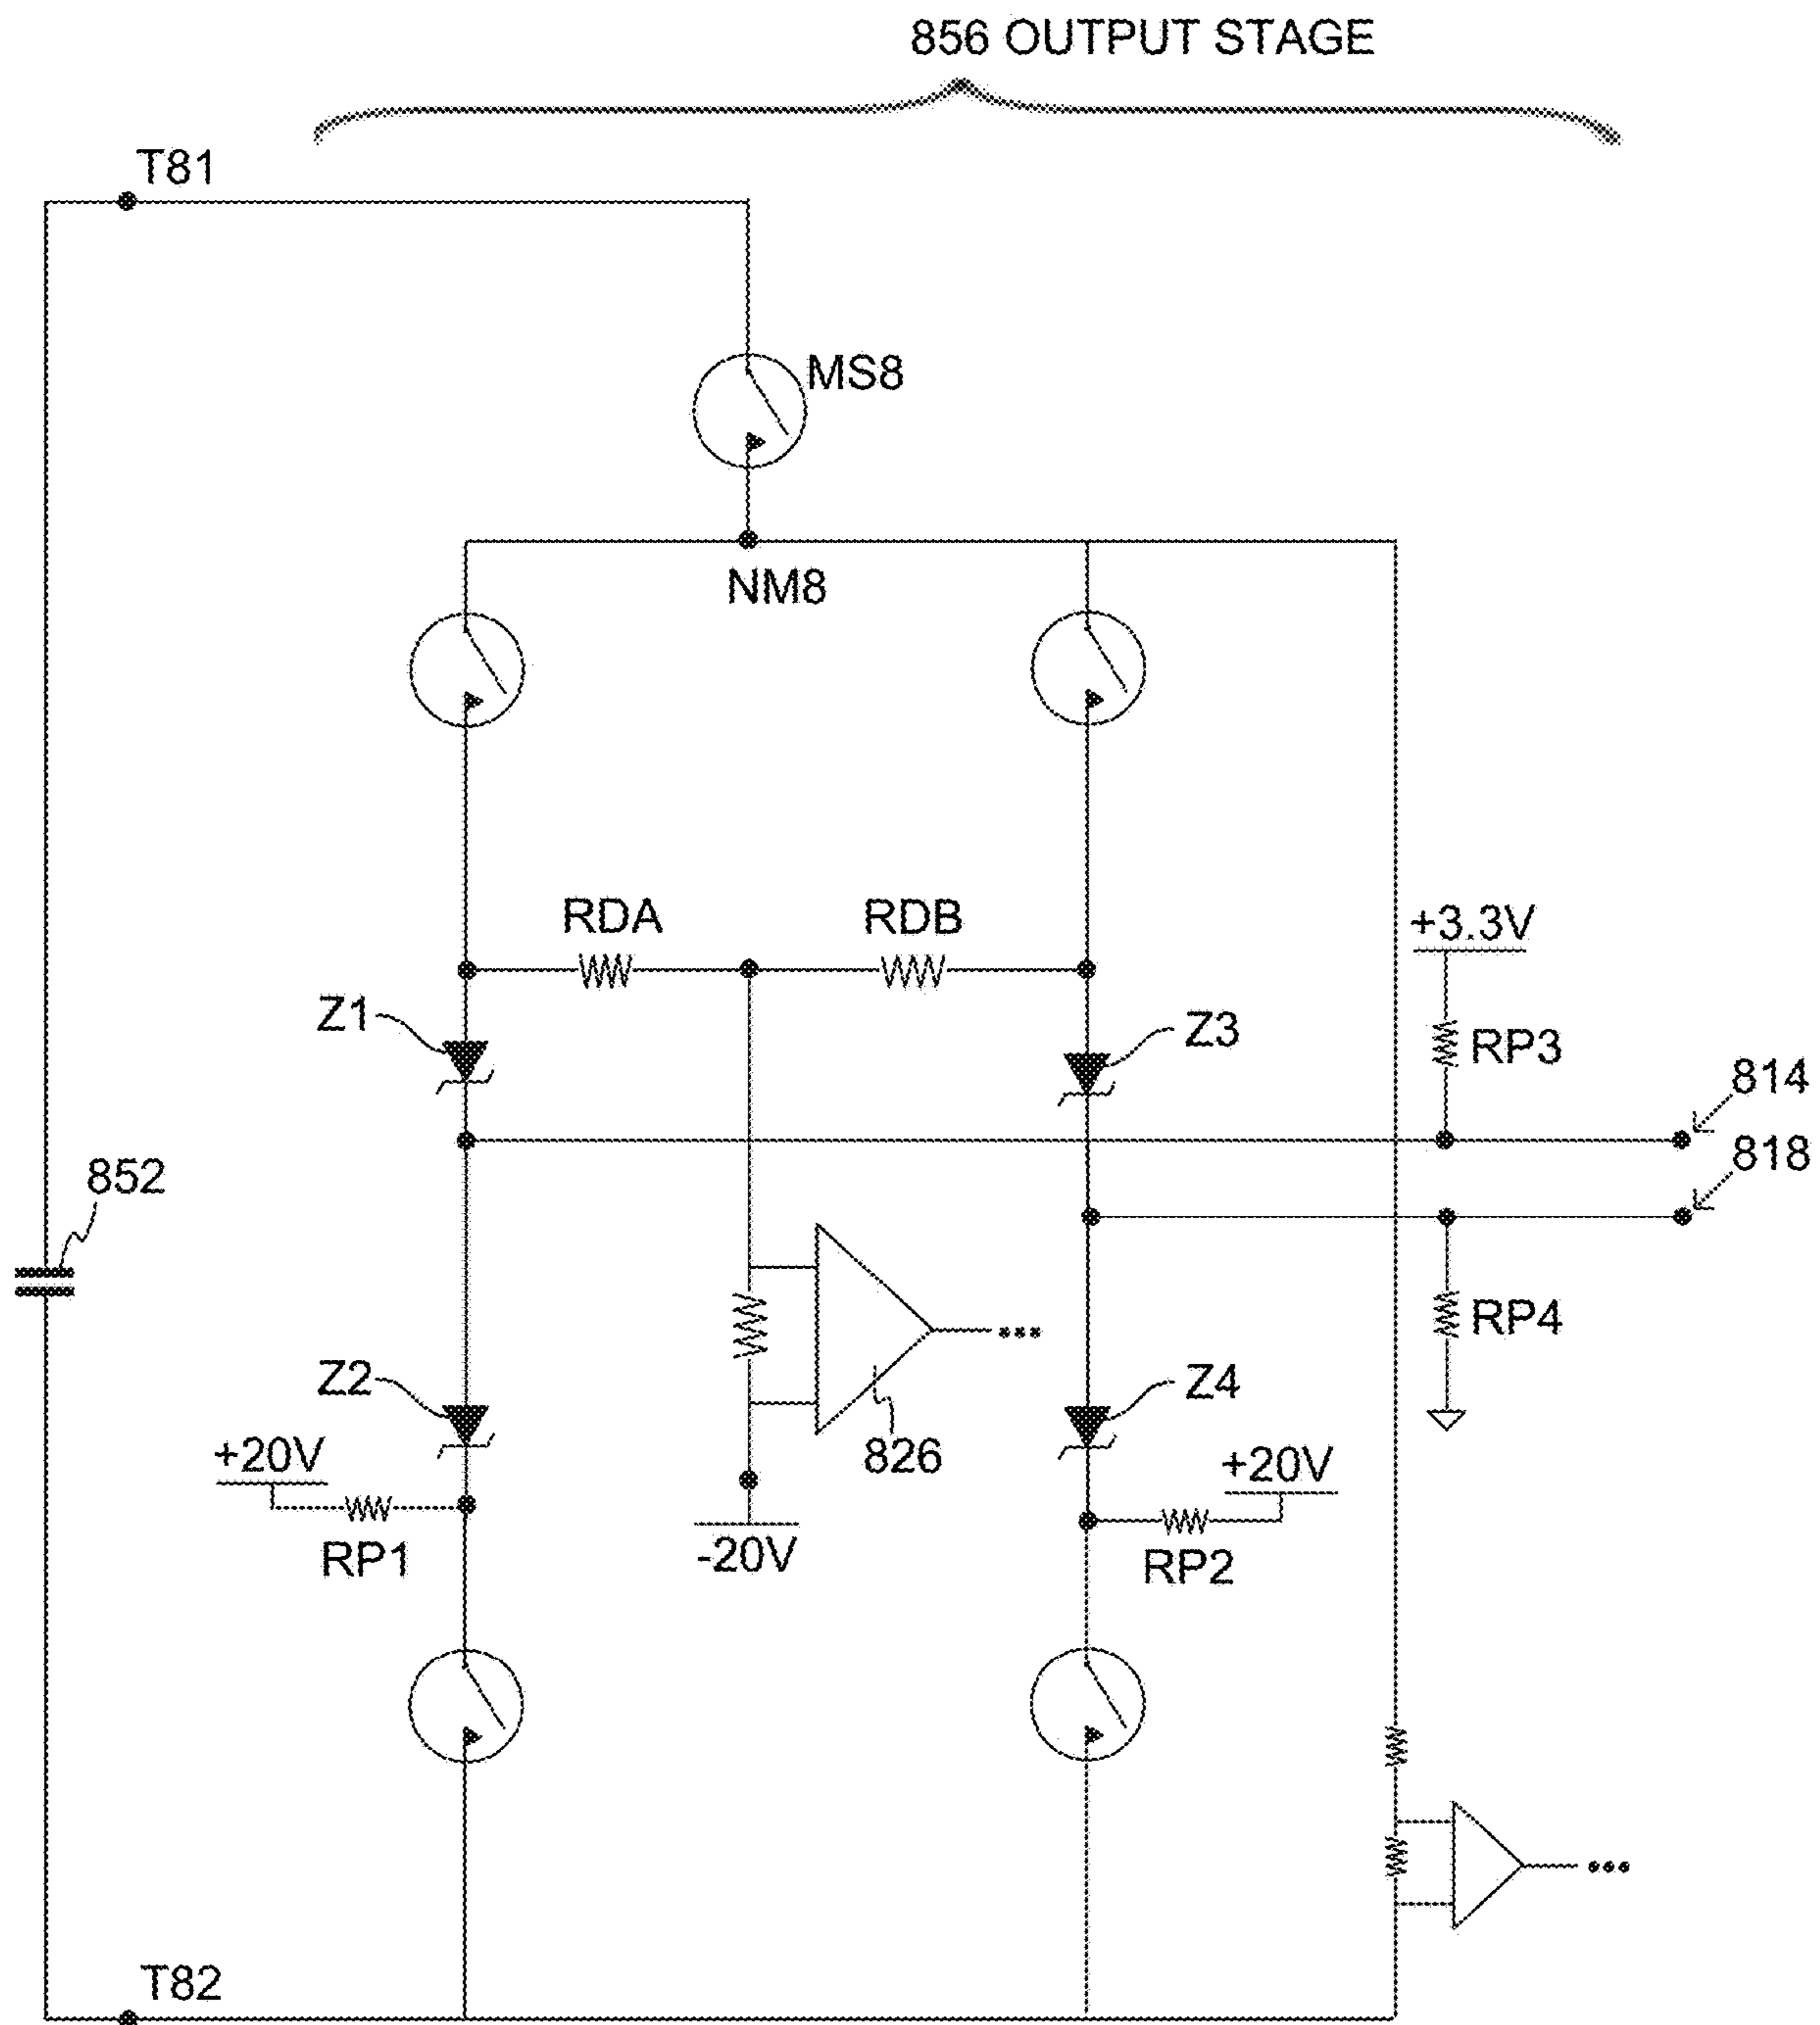 856 OUTPUT STAGE
T81
MS8
NM8
RDA
RDB
+3.3V
Z1
Z3
RP3
814
818
852
RP4
Z2
Z4
826
+20V
+20V
RP1
-20V
RP2
T82